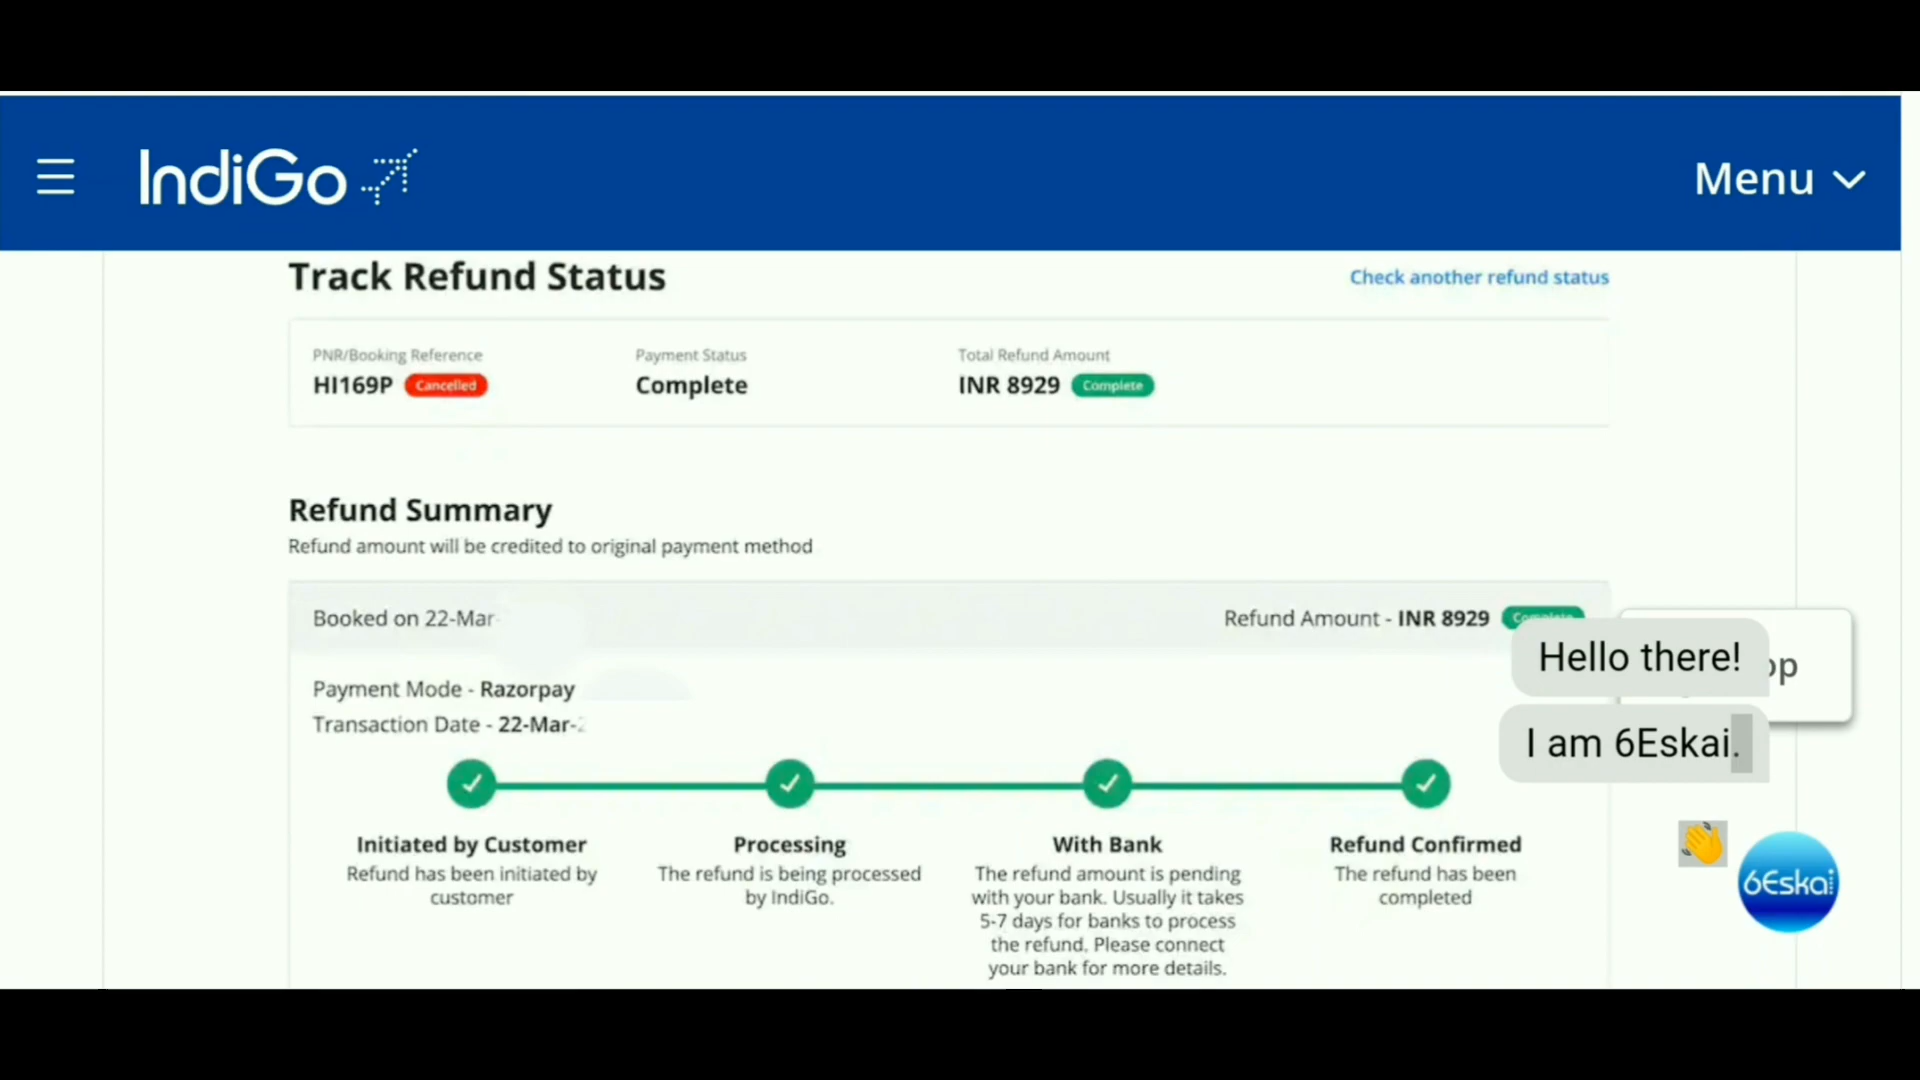 IndiGo
Menu
Track Refund Status
Check another refund status
PNR/Booking Reference
Payment Status
Total Refund Amount
HI169P Cancelled
Complete
INR 8929 Complete
Refund Summary
Refund amount will be credited to original payment method
Booked on 22-Mar-
Refund Amount - INR 8929 Complete
Payment Mode - Razorpay
Transaction Date - 22-Mar-
Hello there!
I am 6Eskai.
Initiated by Customer
Refund has been initiated by
customer
Processing
The refund is being processed
by IndiGo.
With Bank
The refund amount is pending
with your bank. Usually it takes
5-7 days for banks to process
the refund. Please connect
your bank for more details.
Refund Confirmed
The refund has been
completed
6Eskai